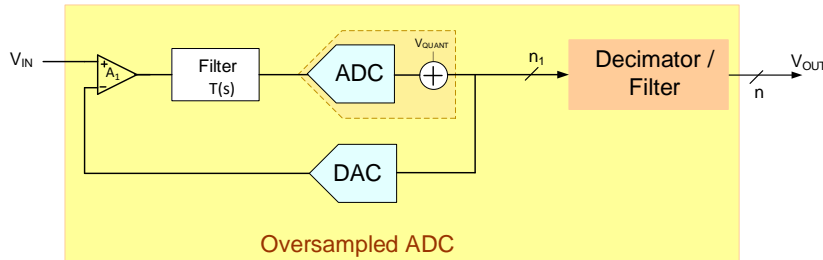 V_IN
+
A_1
−
Filter
T(s)
ADC
V_QUANT
+
n_1
Decimator /
Filter
n
V_OUT
DAC
Oversampled ADC